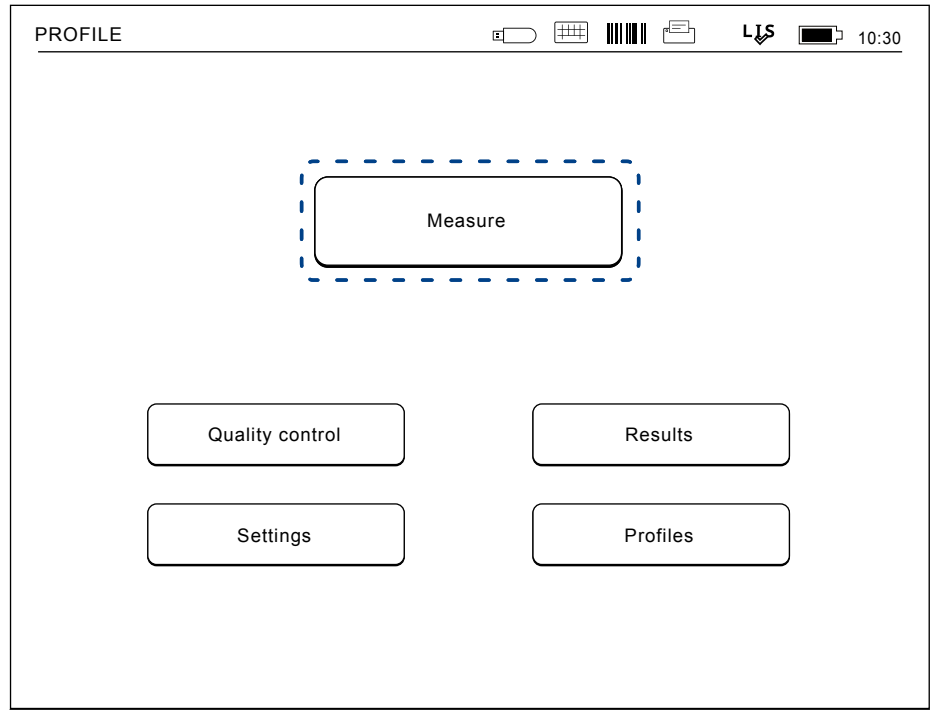 PROFILE LIS 10:30
Measure
Quality control Results
Settings Profiles